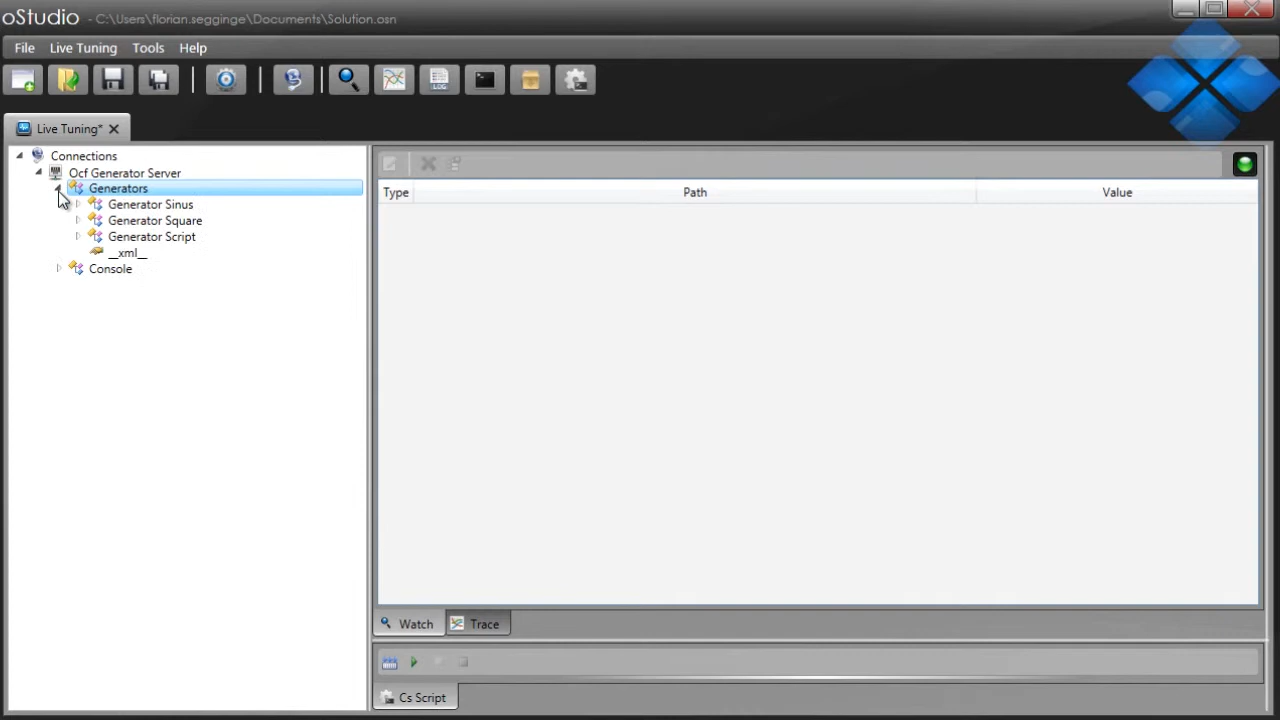 oStudio - C:\Users\florian.segginge\Documents\Solution.osn
File Live Tuning Tools Help
LOG
Live Tuning*
Connections
Ocf Generator Server
Generators
Generator Sinus
Generator Square
Generator Script
__xml__
Console
Type Path Value
Watch Trace
Cs Script